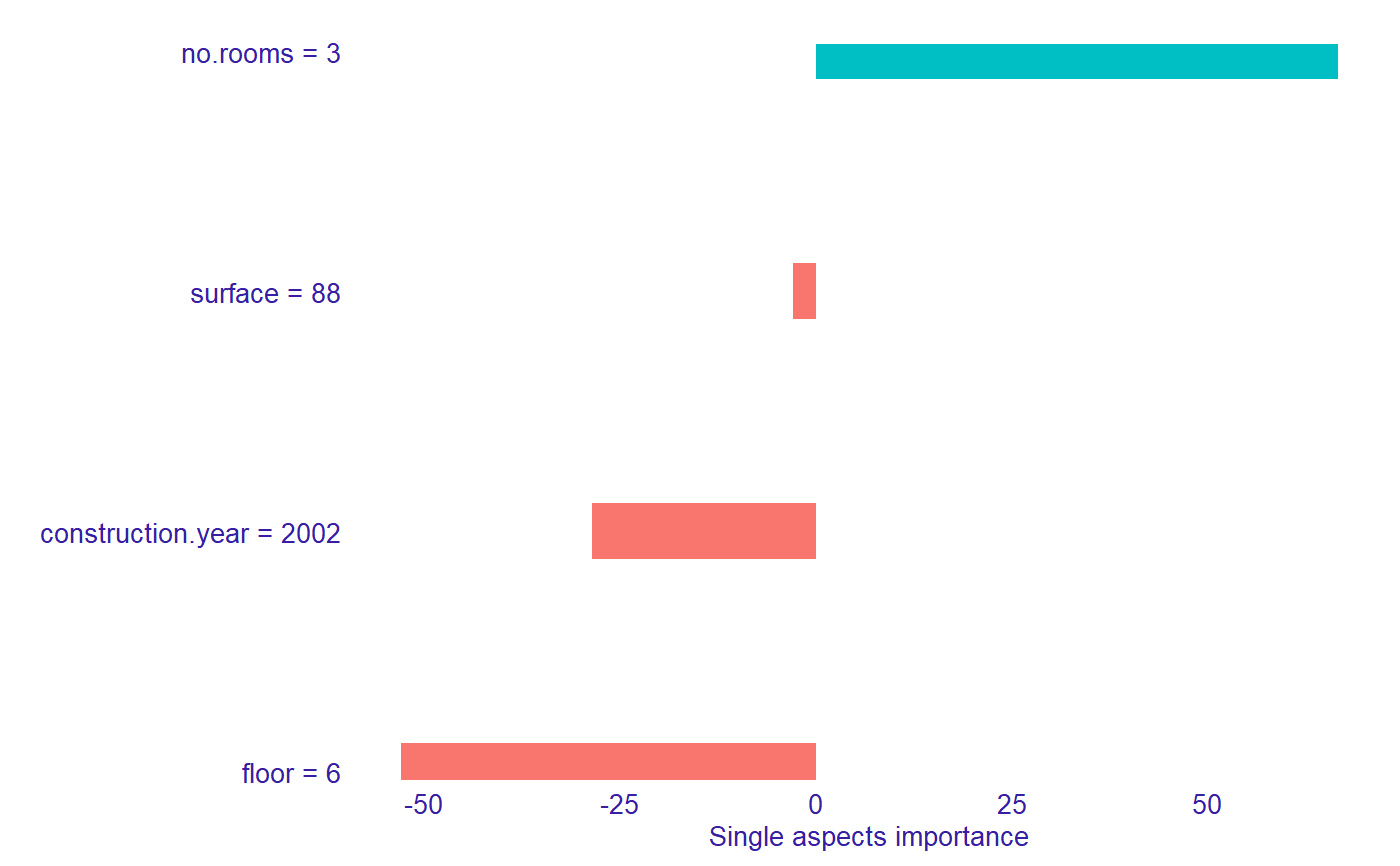 no.rooms = 3
surface = 88
construction.year = 2002
floor = 6
-50 -25 0 25 50
Single aspects importance